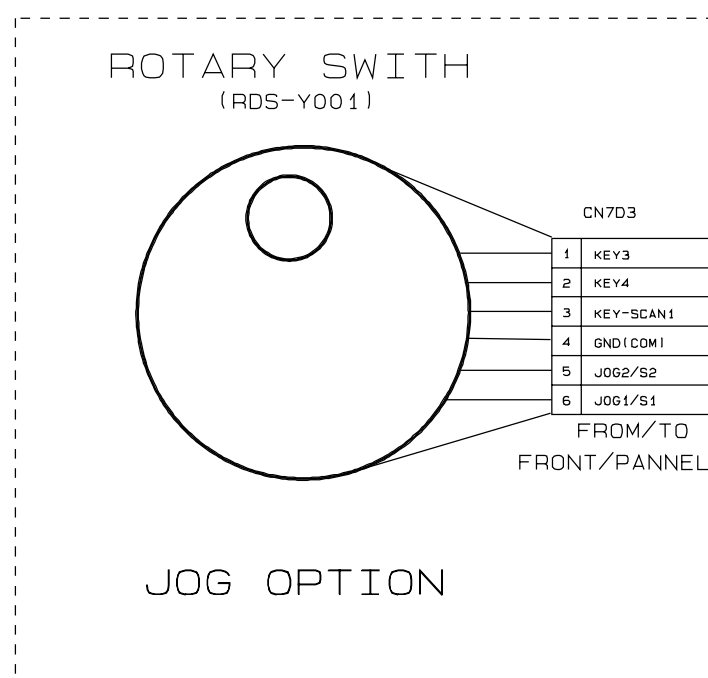 ROTARY SWITH
(RDS-Y001)
CN7D3
1 KEY3
2 KEY4
3 KEY-SCAN1
4 GND(COM)
5 JOG2/S2
6 JOG1/S1
FROM/TO
FRONT/PANNEL
JOG OPTION